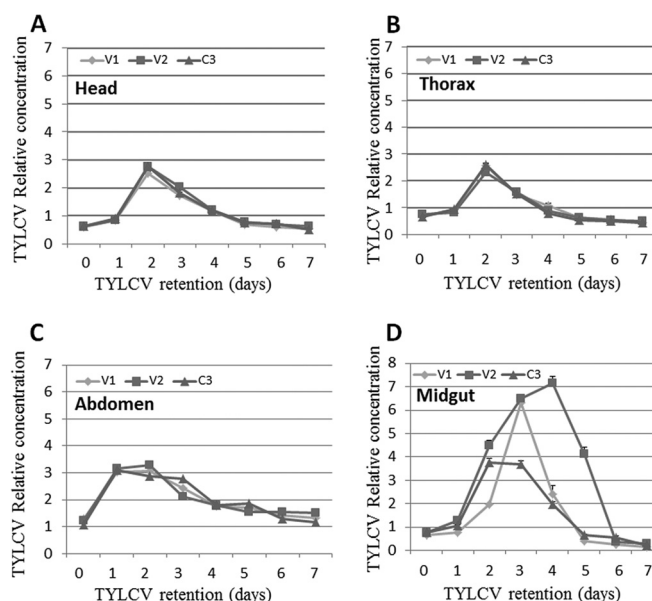 A
V1 V2 C3
Head
TYLCV Relative concentration
7
6
5
4
3
2
1
0
0 1 2 3 4 5 6 7
TYLCV retention (days)
B
V1 V2 C3
Thorax
TYLCV Relative concentration
7
6
5
4
3
2
1
0
0 1 2 3 4 5 6 7
TYLCV retention (days)
C
V1 V2 C3
Abdomen
TYLCV Relative concentration
7
6
5
4
3
2
1
0
0 1 2 3 4 5 6 7
TYLCV retention (days)
D
V1 V2 C3
Midgut
TYLCV Relative concentration
8
7
6
5
4
3
2
1
0
0 1 2 3 4 5 6 7
TYLCV retention (days)